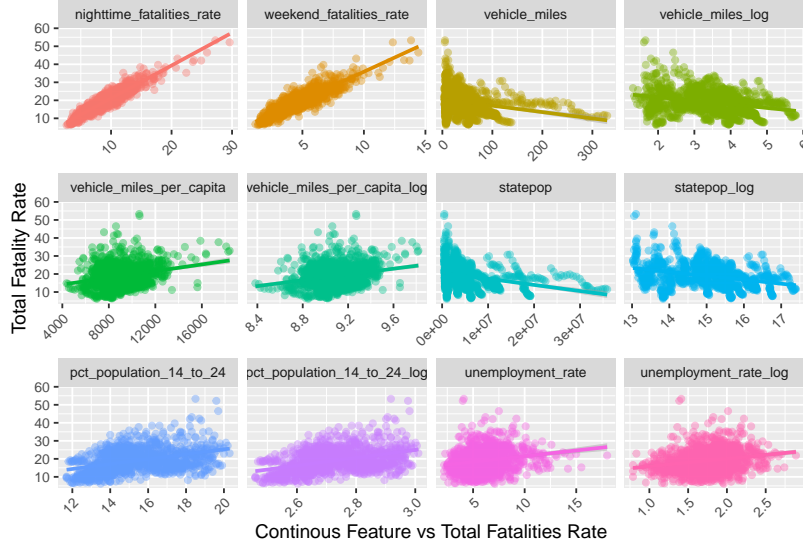 nighttime_fatalities_rate weekend_fatalities_rate vehicle_miles vehicle_miles_log
60
50
40
30
20
10
10 20 30 5 10 15 0 100 200 300 2 3 4 5 6
vehicle_miles_per_capita vehicle_miles_per_capita_log statepop statepop_log
60
50
40
30
20
10
4000 8000 12000 16000 8.4 8.8 9.2 9.6 0e+00 1e+07 2e+07 3e+07 13 14 15 16 17
pct_population_14_to_24 pct_population_14_to_24_log unemployment_rate unemployment_rate_log
60
50
40
30
20
10
12 14 16 18 20 2.6 2.8 3.0 5 10 15 1.0 1.5 2.0 2.5
Total Fatality Rate
Continous Feature vs Total Fatalities Rate